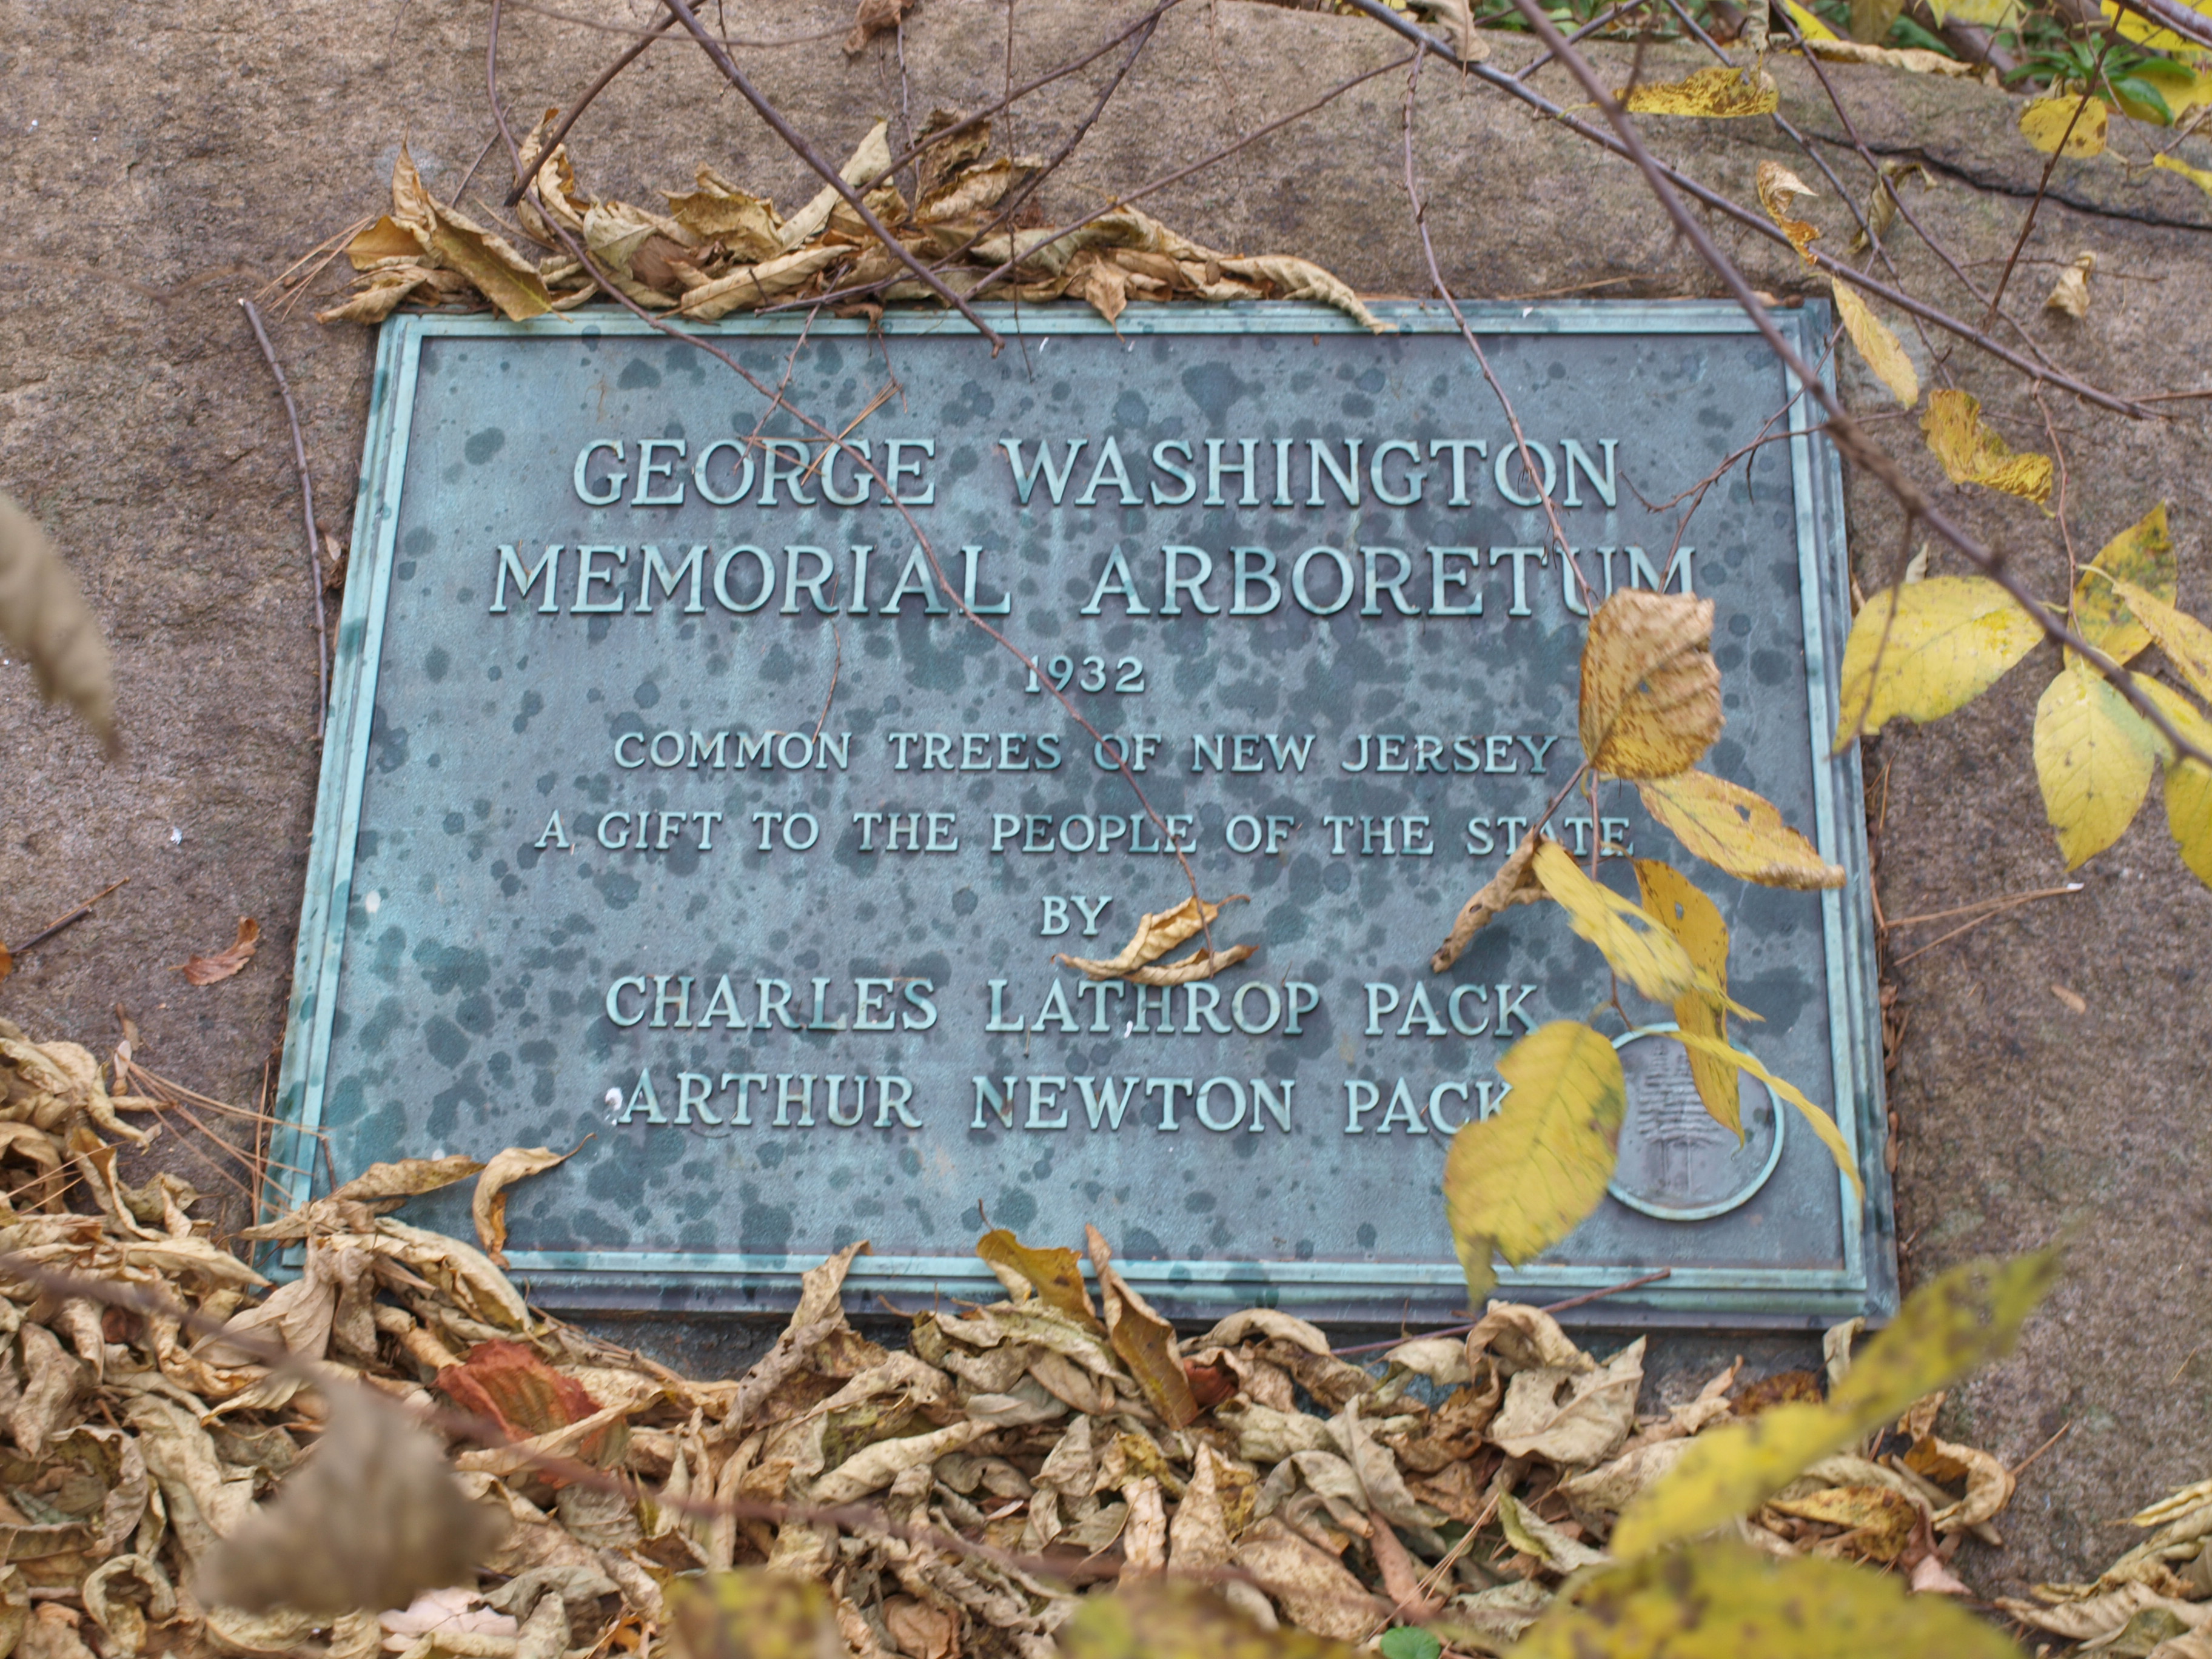 GEORGE WASHINGTON
MEMORIAL ARBORETUM
1932
COMMON TREES OF NEW JERSEY
A GIFT TO THE PEOPLE OF THE STATE
BY
CHARLES LATHROP PACK
ARTHUR NEWTON PACK